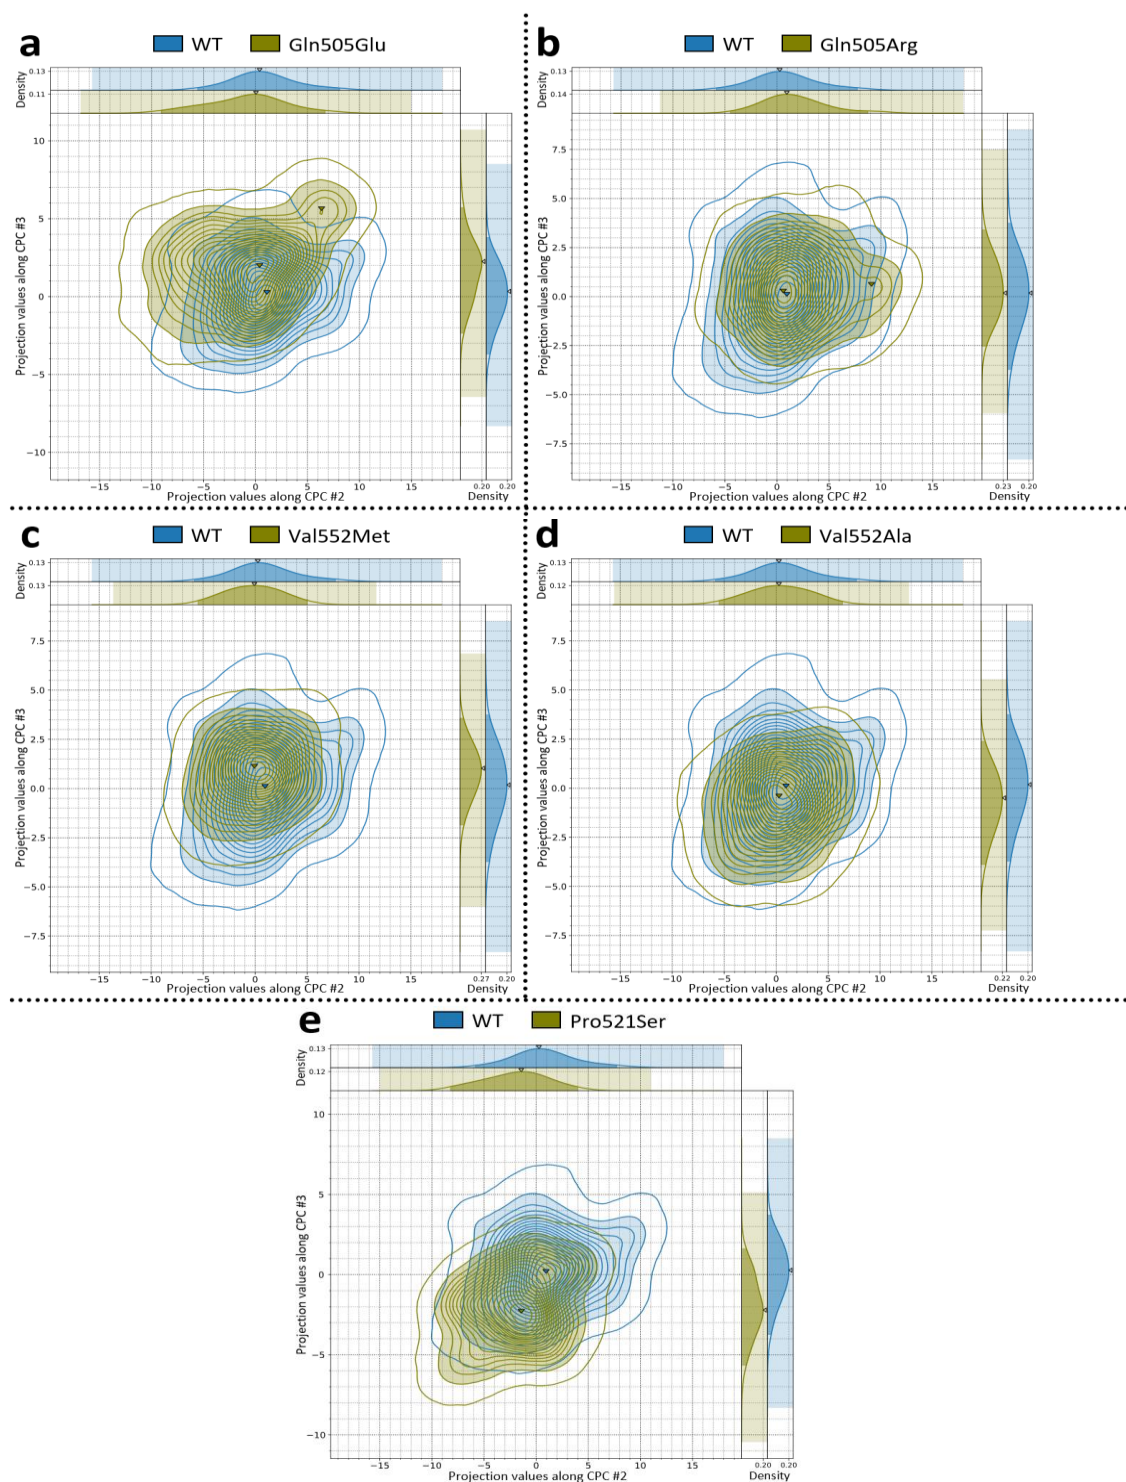 a
WT Gln505Glu
Density
0.13
0.11
Projection values along CPC #3
10
5
0
−5
−10
−15 −10 −5 0 5 10 15
Projection values along CPC #2
0.20 0.20
Density
b
WT Gln505Arg
Density
0.13
0.14
Projection values along CPC #3
7.5
5.0
2.5
0.0
−2.5
−5.0
−7.5
−15 −10 −5 0 5 10 15
Projection values along CPC #2
0.23 0.20
Density
c
WT Val552Met
Density
0.13
0.13
Projection values along CPC #3
7.5
5.0
2.5
0.0
−2.5
−5.0
−7.5
−15 −10 −5 0 5 10 15
Projection values along CPC #2
0.27 0.20
Density
d
WT Val552Ala
Density
0.13
0.12
Projection values along CPC #3
7.5
5.0
2.5
0.0
−2.5
−5.0
−7.5
−15 −10 −5 0 5 10 15
Projection values along CPC #2
0.22 0.20
Density
e
WT Pro521Ser
Density
0.13
0.12
Projection values along CPC #3
10
5
0
−5
−10
−15 −10 −5 0 5 10 15
Projection values along CPC #2
0.20 0.20
Density